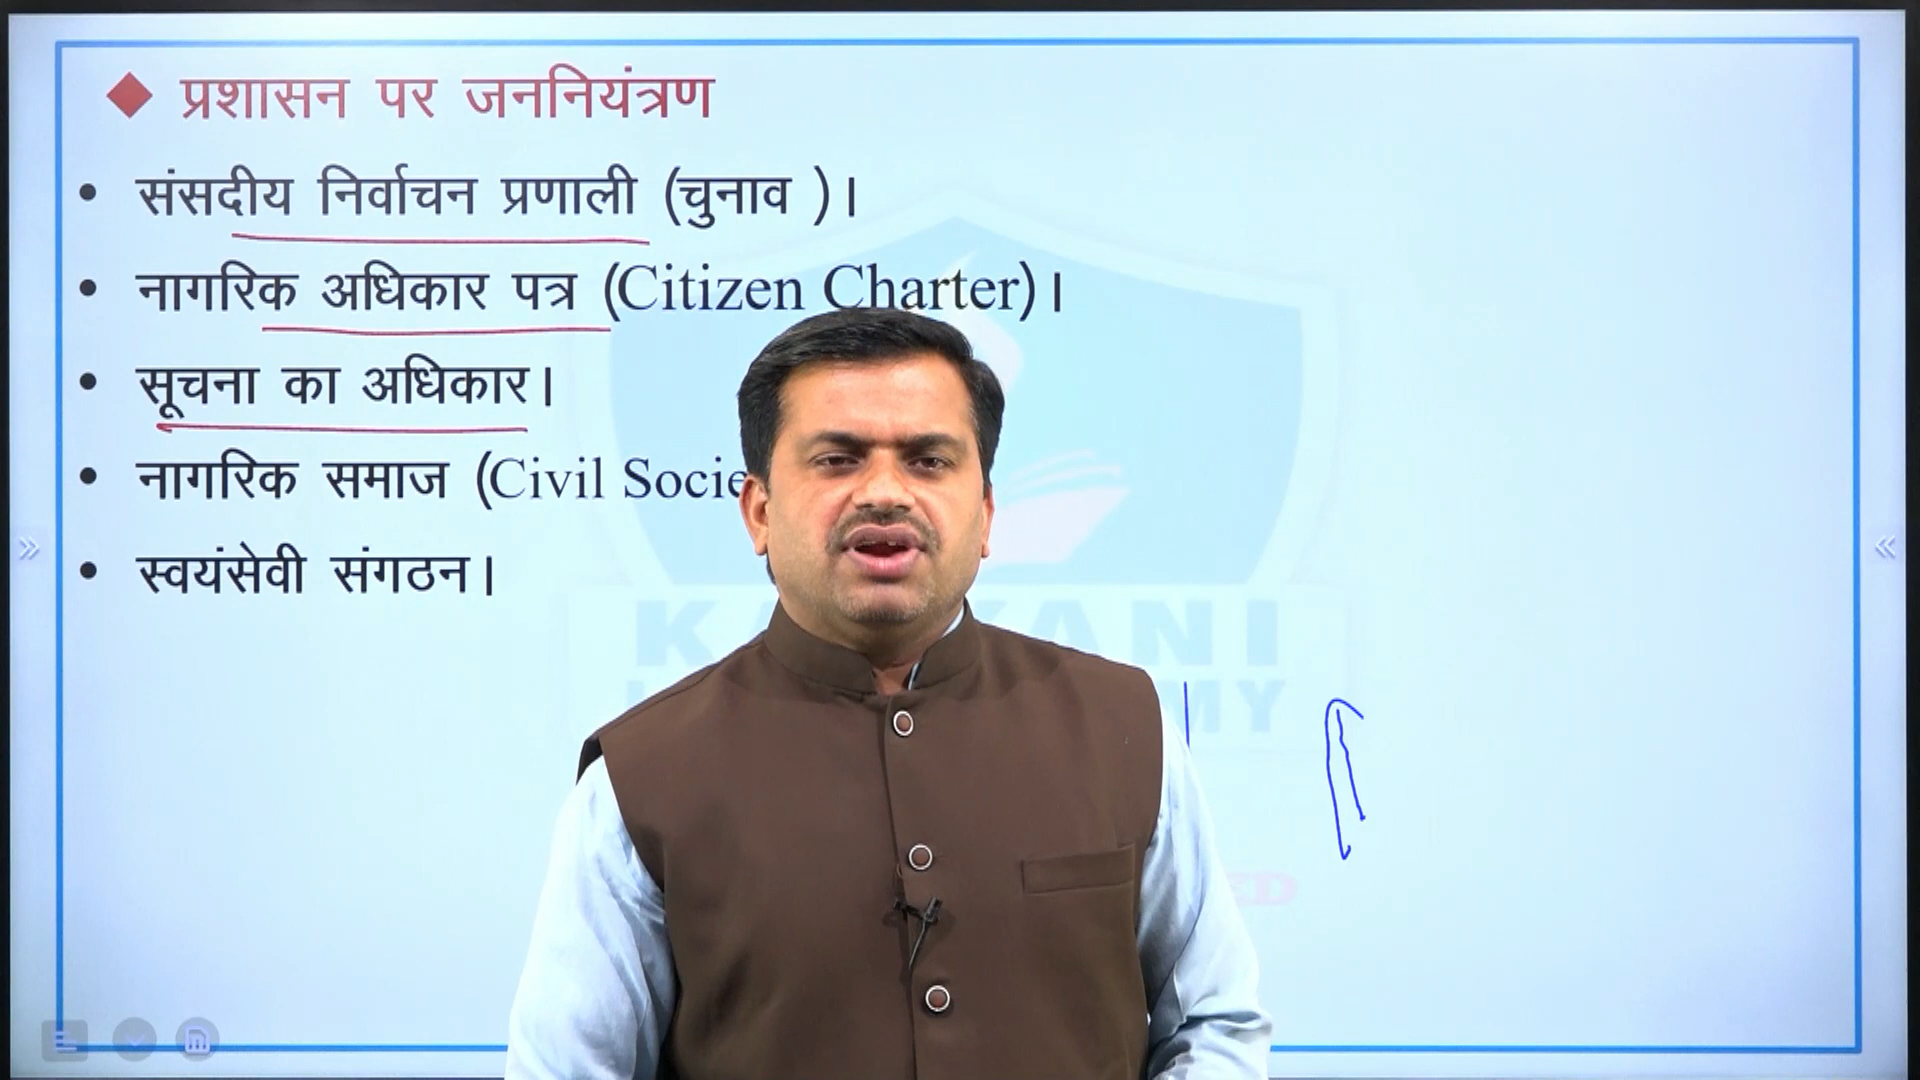 ◆ प्रशासन पर जननियंत्रण
• संसदीय निर्वाचन प्रणाली (चुनाव )।
• नागरिक अधिकार पत्र (Citizen Charter)।
• सूचना का अधिकार।
• नागरिक समाज (Civil Socie
• स्वयंसेवी संगठन।